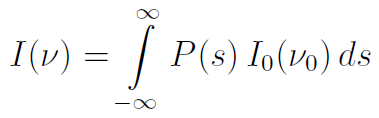 I(ν) = ∫_{-∞}^{∞} P(s) I₀(ν₀) ds